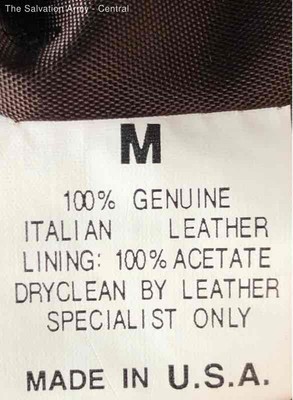 The Salvation Army - Central
M
100% GENUINE
ITALIAN LEATHER
LINING: 100% ACETATE
DRYCLEAN BY LEATHER
SPECIALIST ONLY
MADE IN U.S.A.